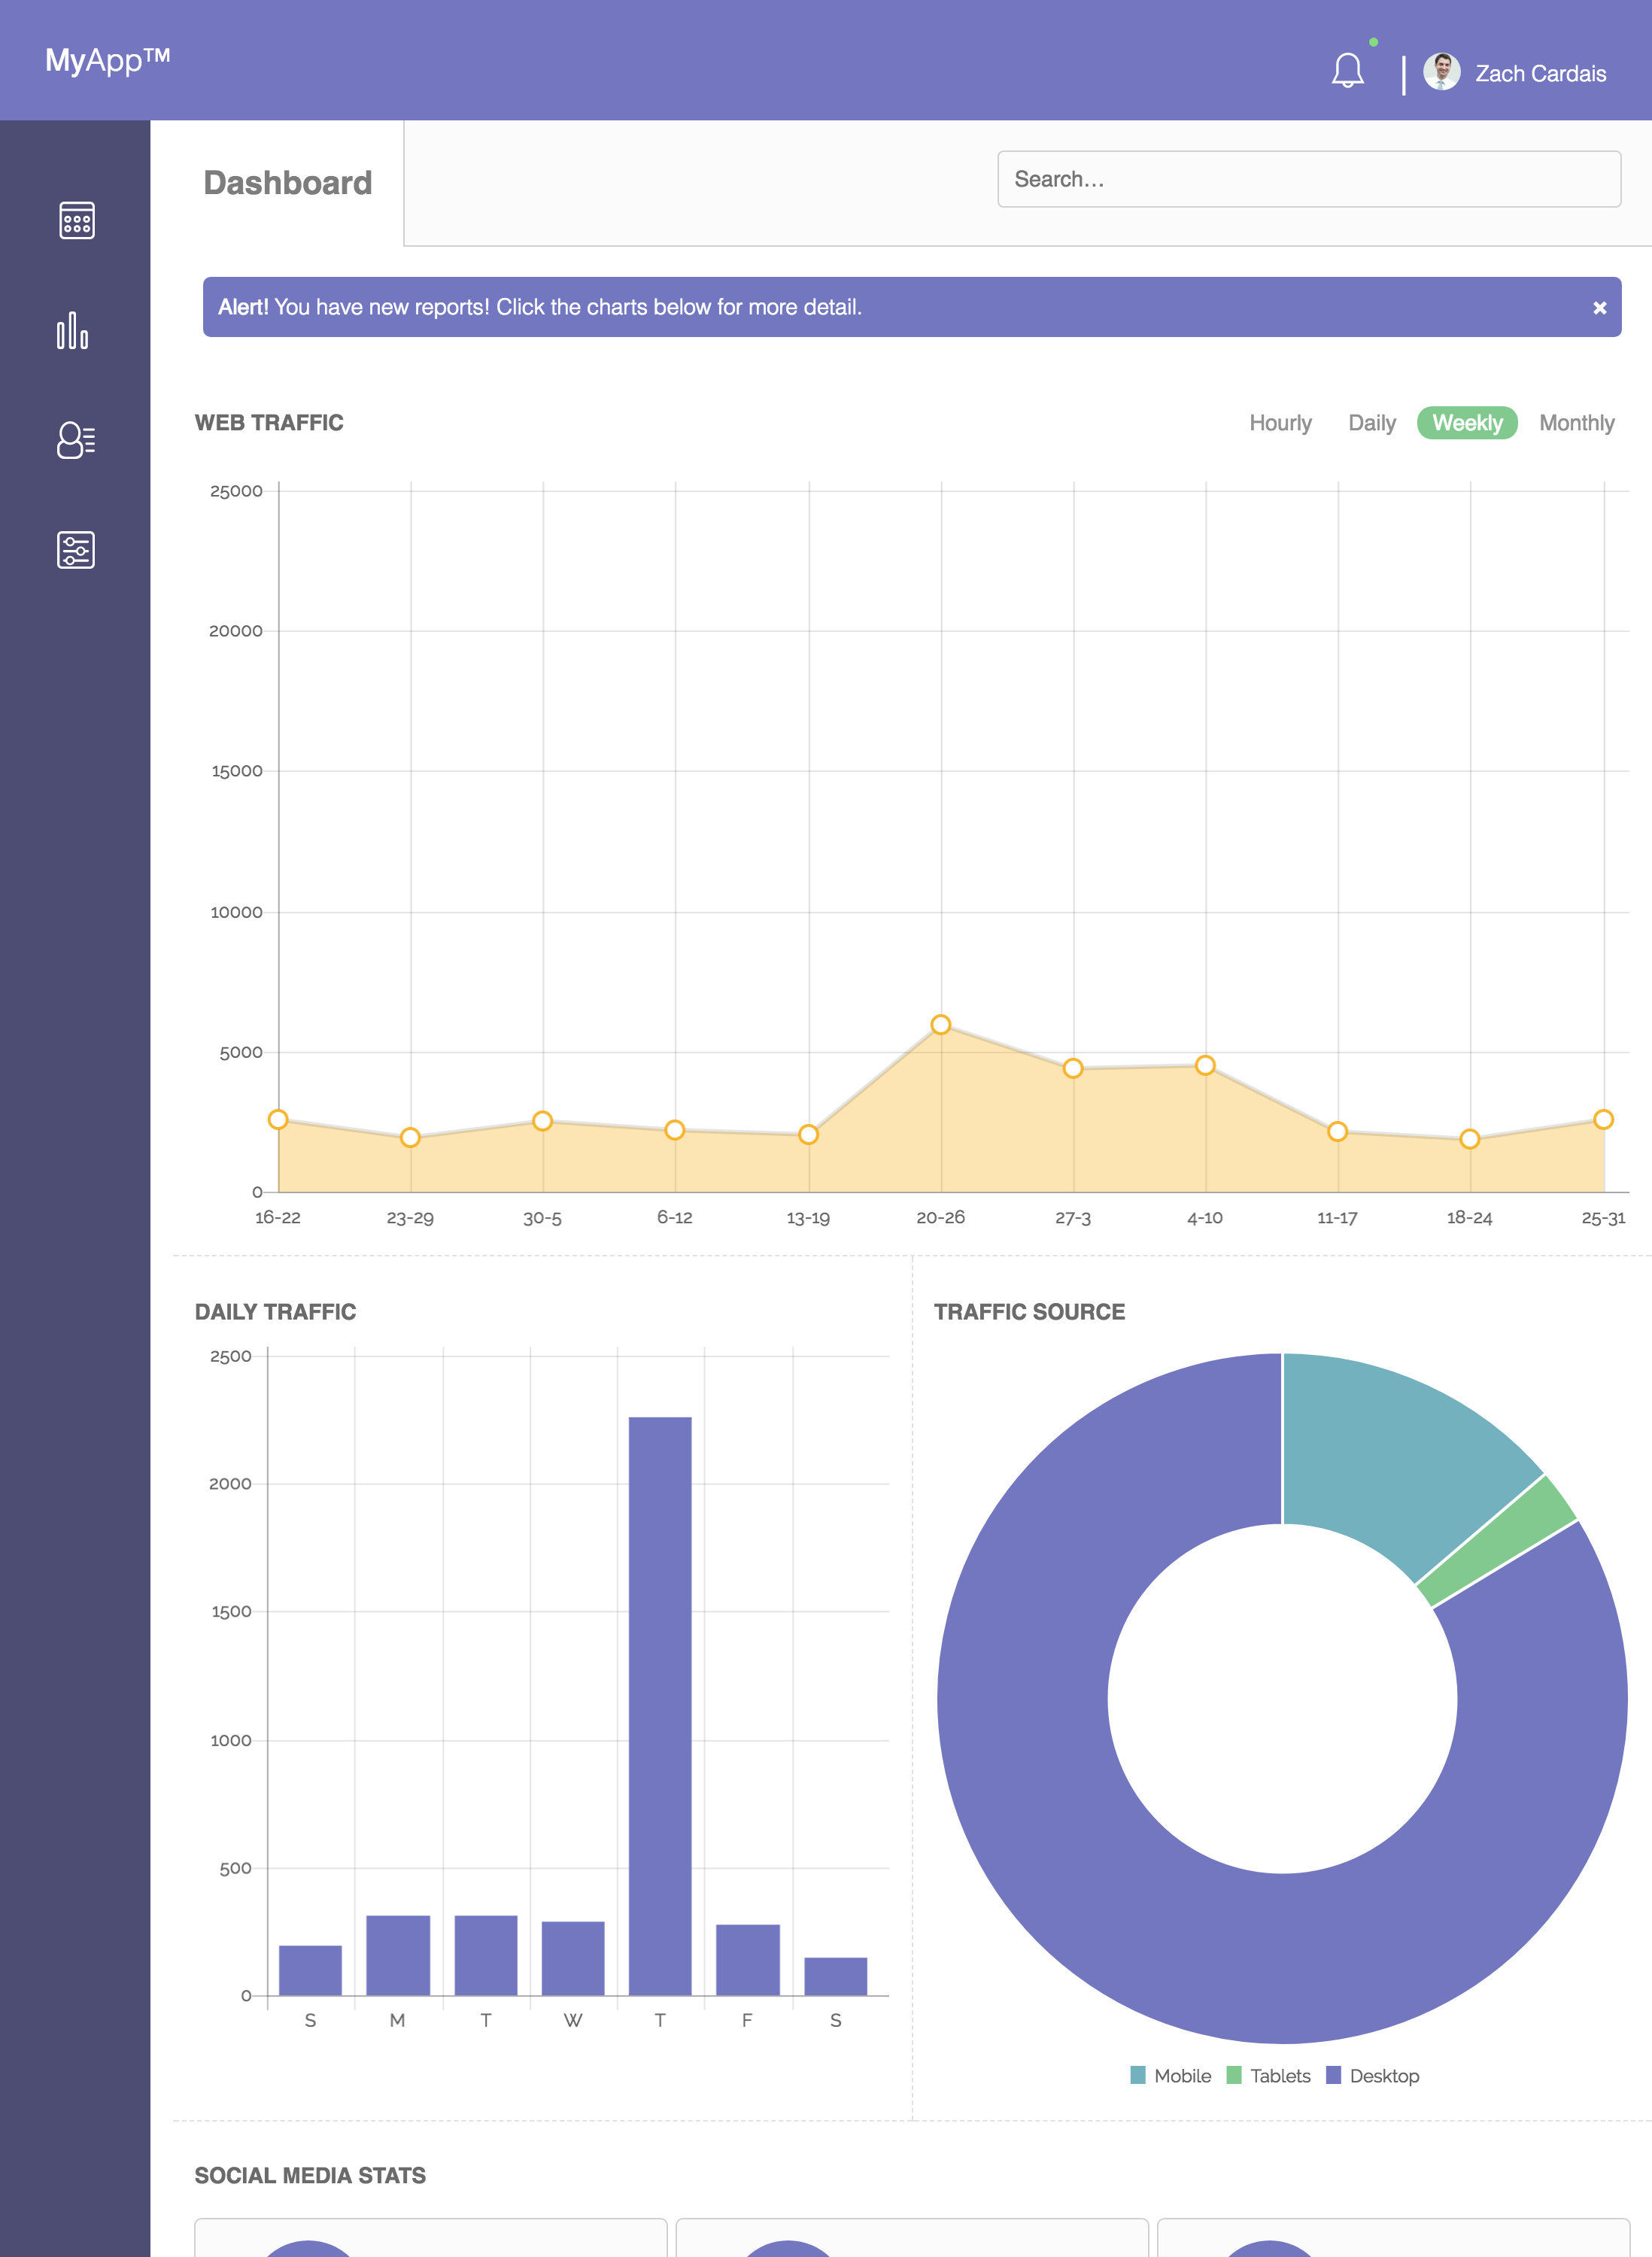 MyApp™
Zach Cardais
Dashboard
Search...
Alert! You have new reports! Click the charts below for more detail.
×
WEB TRAFFIC
Hourly Daily Weekly Monthly
25000
20000
15000
10000
5000
0
16-22 23-29 30-5 6-12 13-19 20-26 27-3 4-10 11-17 18-24 25-31
DAILY TRAFFIC
2500
2000
1500
1000
500
0
S M T W T F S
TRAFFIC SOURCE
Mobile Tablets Desktop
SOCIAL MEDIA STATS